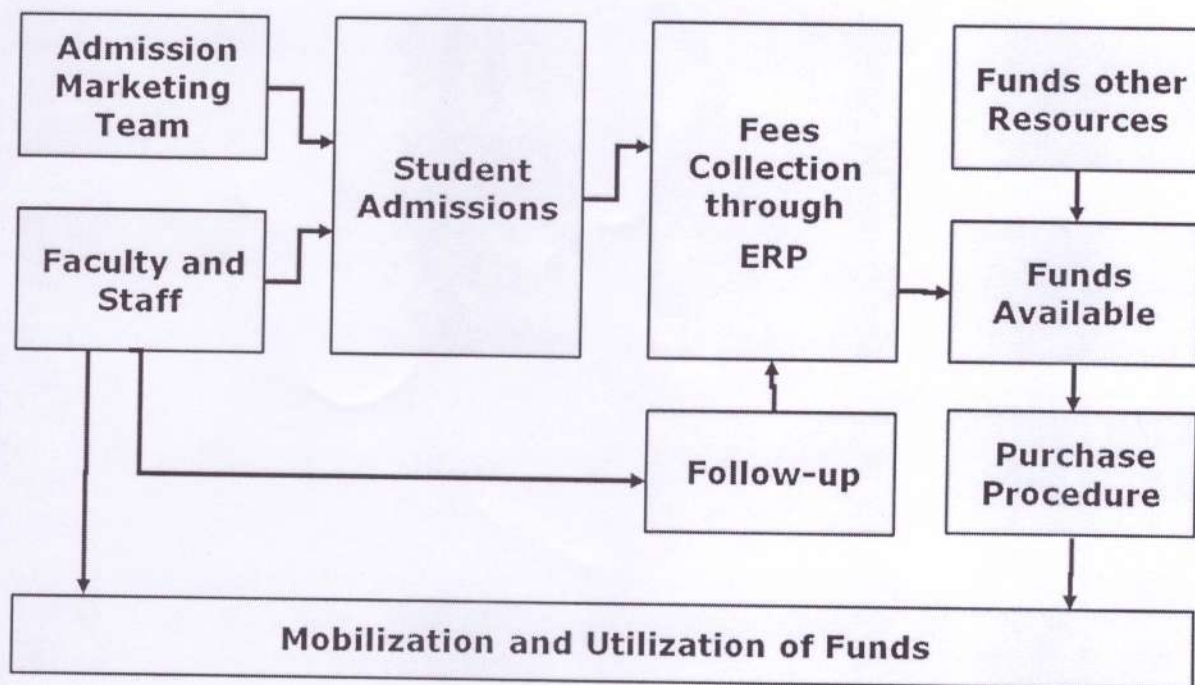 Admission
Marketing
Team
Student
Admissions
Fees
Collection
through
ERP
Funds other
Resources
Faculty and
Staff
Funds
Available
Follow-up
Purchase
Procedure
Mobilization and Utilization of Funds